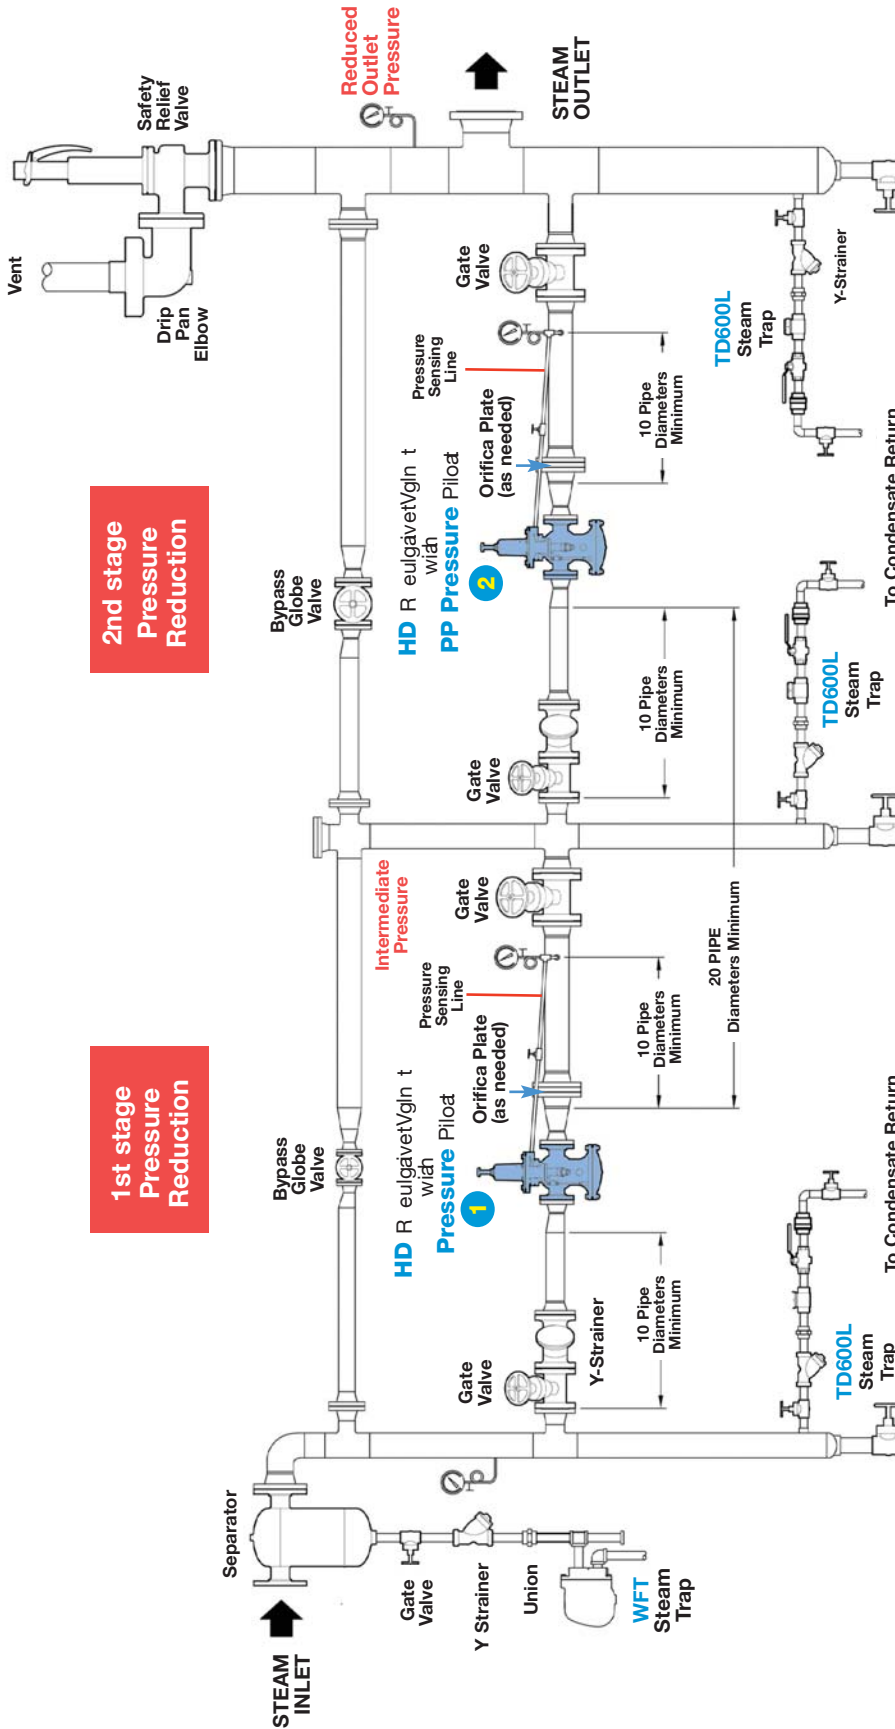 1st stage
Pressure
Reduction
2nd stage
Pressure
Reduction
Vent
Safety
Relief
Valve
Drip
Pan
Elbow
Reduced
Outlet
Pressure
STEAM
OUTLET
Separator
STEAM
INLET
Gate
Valve
Y Strainer
Union
WFT
Steam
Trap
Bypass
Globe
Valve
Bypass
Globe
Valve
HD R
Pressure
1
Pressure
Sensing
Line
Orifica Plate
(as needed)
Intermediate
Pressure
Gate
Valve
Gate
Valve
Y-Strainer
10 Pipe
Diameters
Minimum
10 Pipe
Diameters
Minimum
20 PIPE
Diameters Minimum
HD R
PP Pressure
2
Pressure
Sensing
Line
Orifica Plate
(as needed)
Gate
Valve
Gate
Valve
10 Pipe
Diameters
Minimum
10 Pipe
Diameters
Minimum
TD600L
Steam
Trap
To Condensate Return
TD600L
Steam
Trap
To Condensate Return
TD600L
Steam
Trap
Y-Strainer